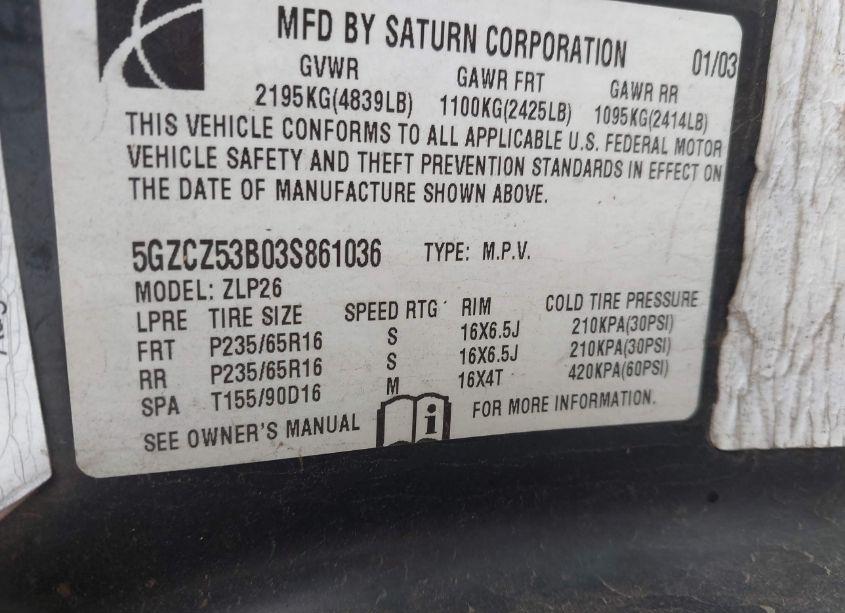 MFD BY SATURN CORPORATION 01/03
GVWR GAWR FRT GAWR RR
2195KG(4839LB) 1100KG(2425LB) 1095KG(2414LB)
THIS VEHICLE CONFORMS TO ALL APPLICABLE U.S. FEDERAL MOTOR
VEHICLE SAFETY AND THEFT PREVENTION STANDARDS IN EFFECT ON
THE DATE OF MANUFACTURE SHOWN ABOVE.
5GZCZ53B03S861036 TYPE: M.P.V.
MODEL: ZLP26
LPRE TIRE SIZE SPEED RTG RIM COLD TIRE PRESSURE
FRT P235/65R16 S 16X6.5J 210KPA(30PSI)
RR P235/65R16 S 16X6.5J 210KPA(30PSI)
SPA T155/90D16 M 16X4T 420KPA(60PSI)
SEE OWNER'S MANUAL i FOR MORE INFORMATION.